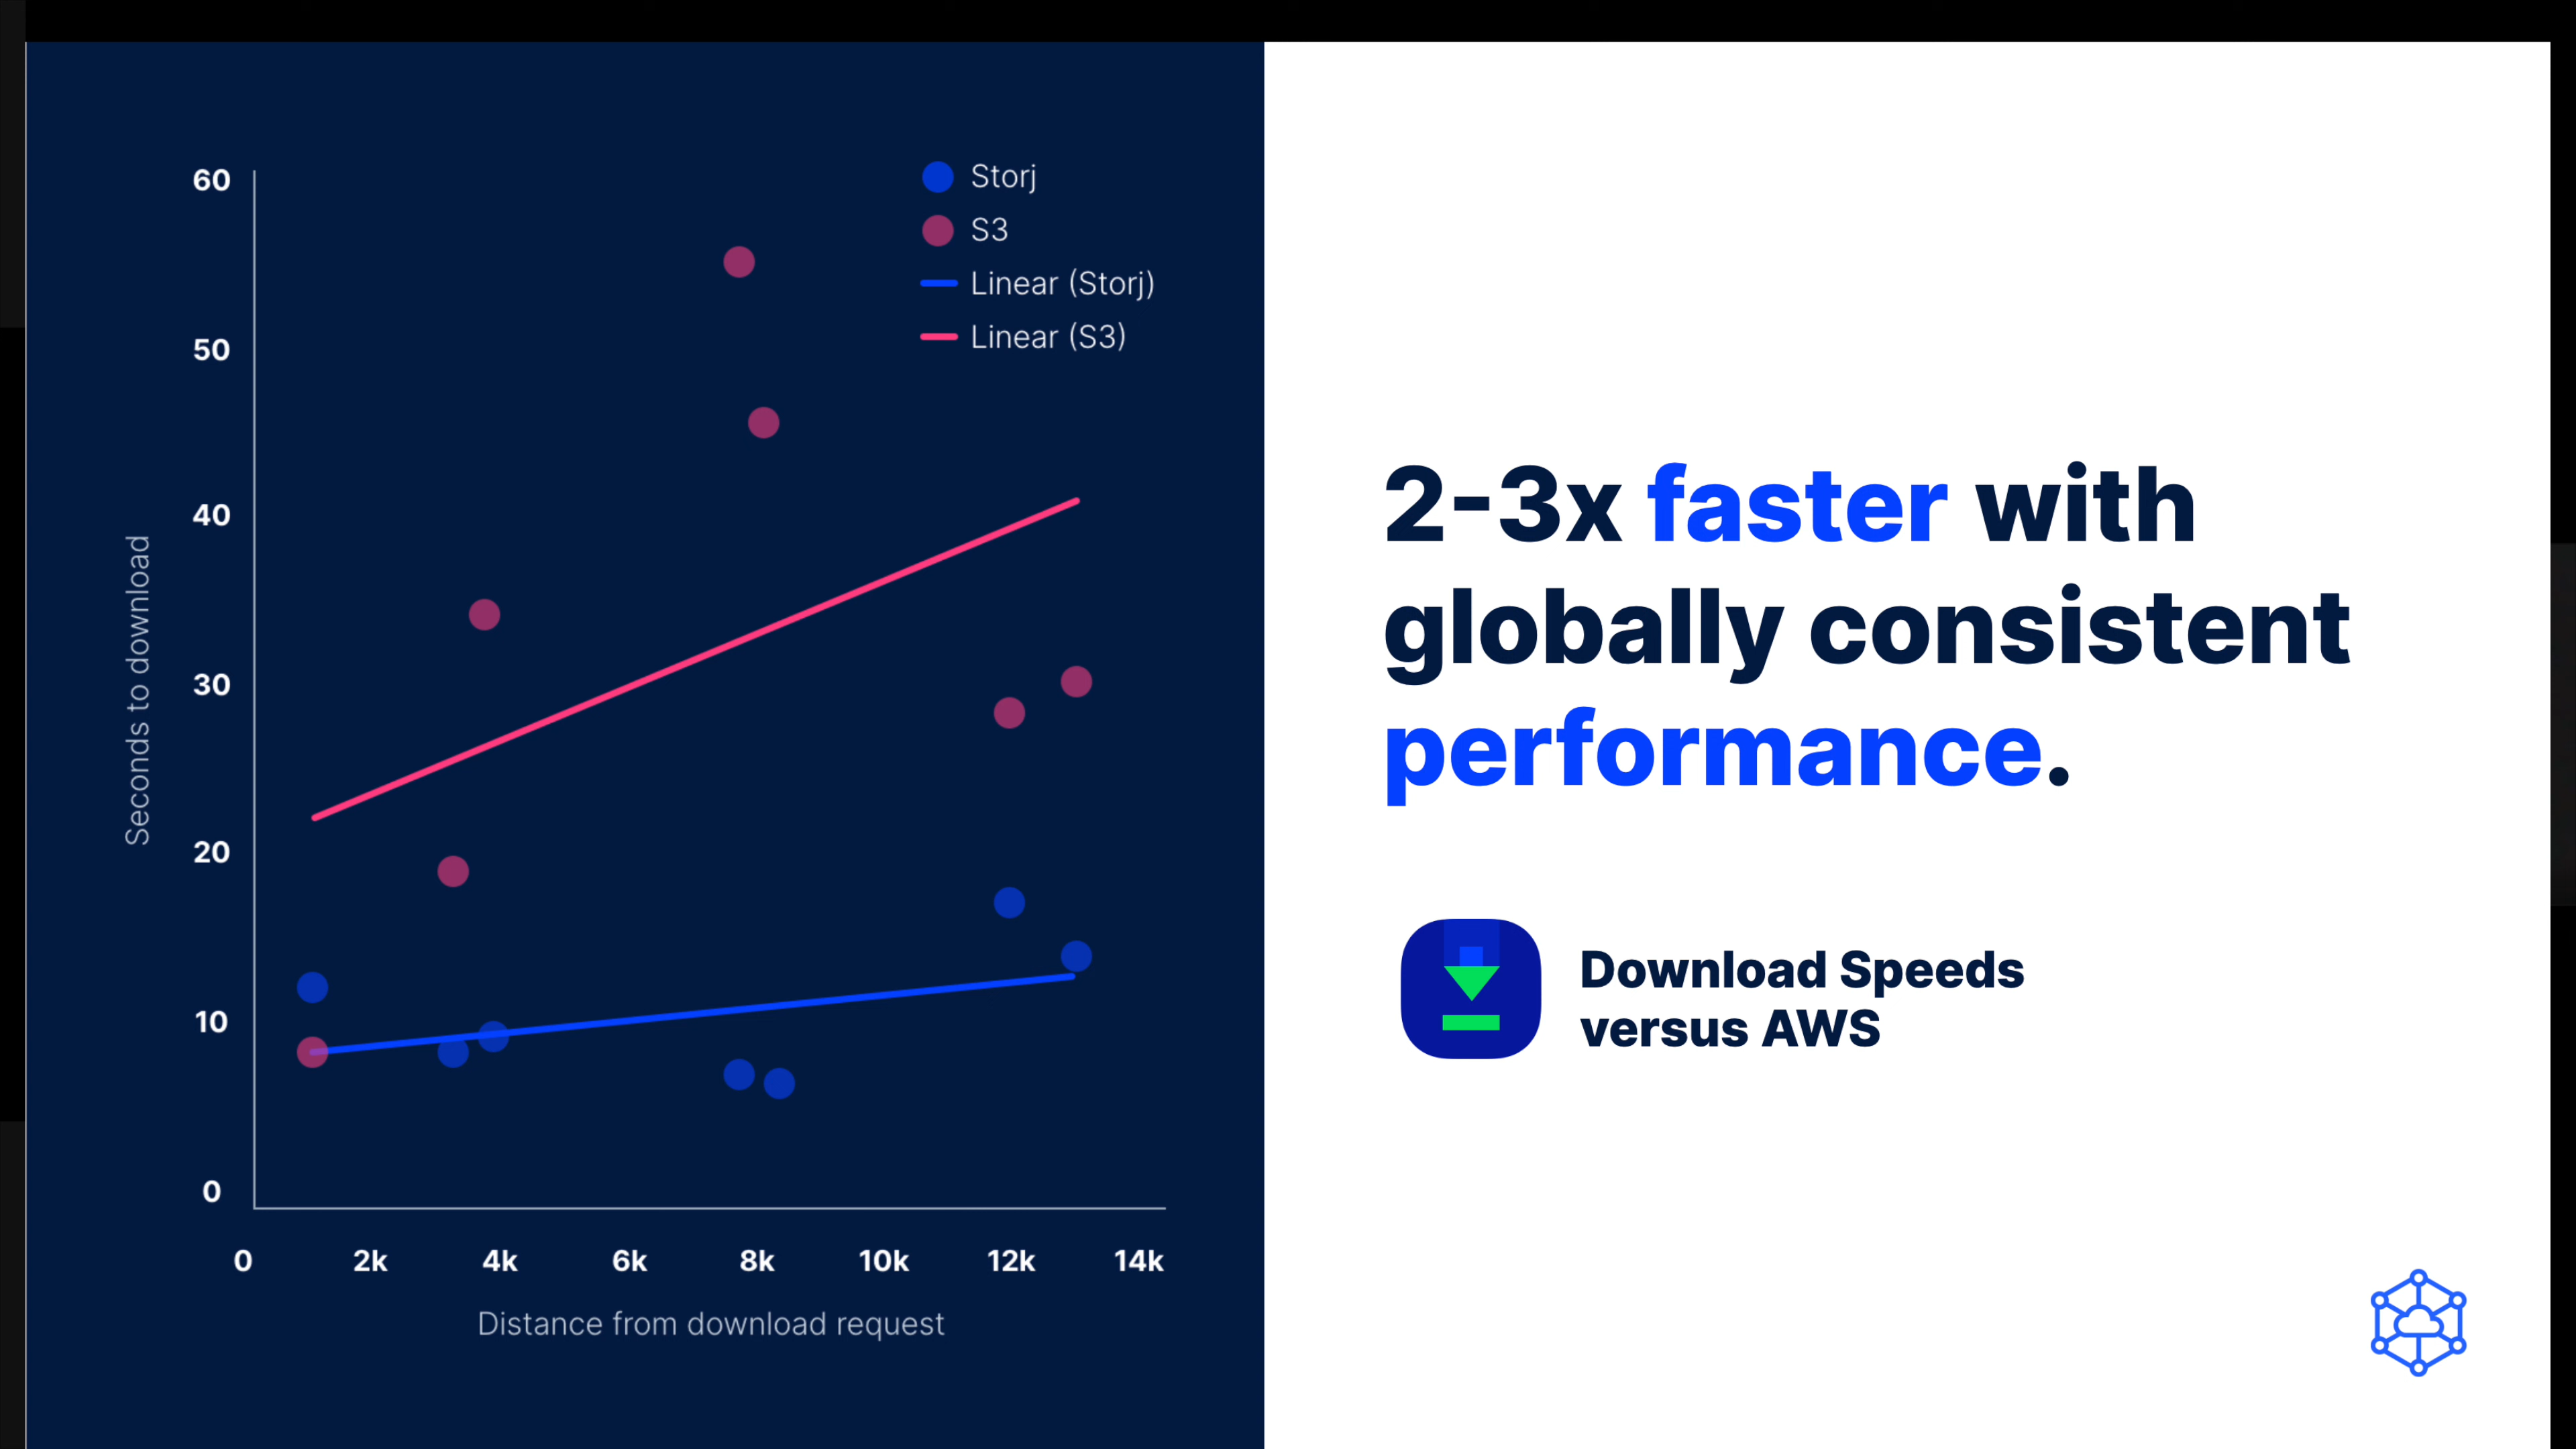 60
50
40
30
20
10
0
Seconds to download
0 2k 4k 6k 8k 10k 12k 14k
Distance from download request
Storj
S3
Linear (Storj)
Linear (S3)
2-3x faster with
globally consistent
performance.
Download Speeds
versus AWS